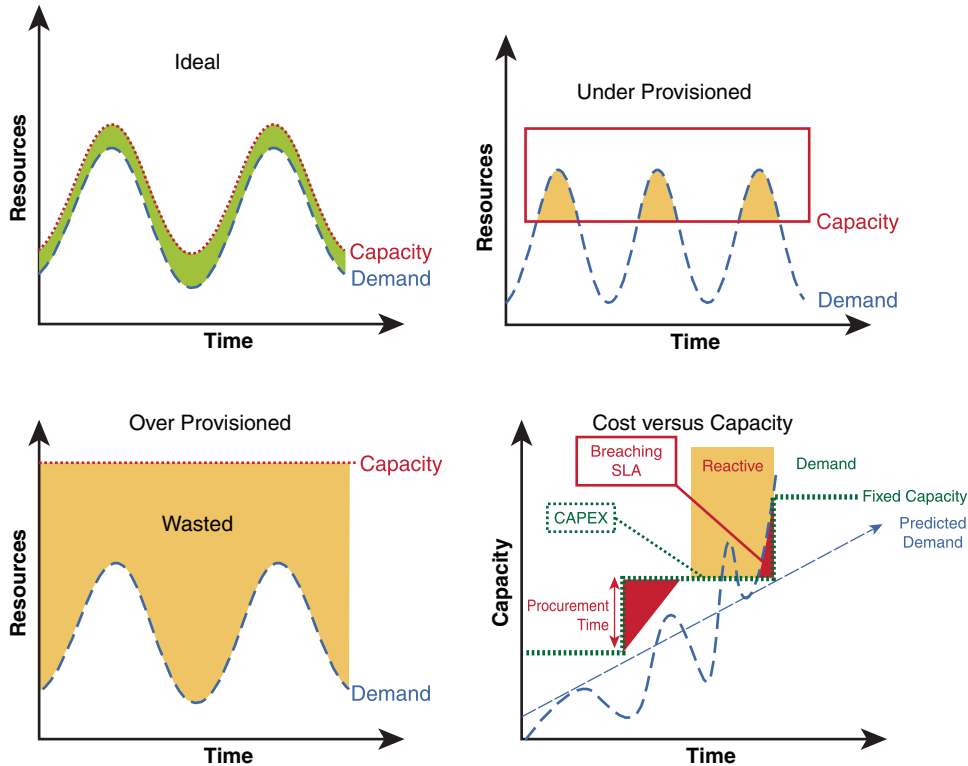 Ideal
Resources
Capacity
Demand
Time
Under Provisioned
Resources
Capacity
Demand
Time
Over Provisioned
Capacity
Wasted
Resources
Demand
Time
Cost versus Capacity
Breaching
SLA
Reactive
Demand
Fixed Capacity
CAPEX
Predicted
Demand
Capacity
Procurement
Time
Time